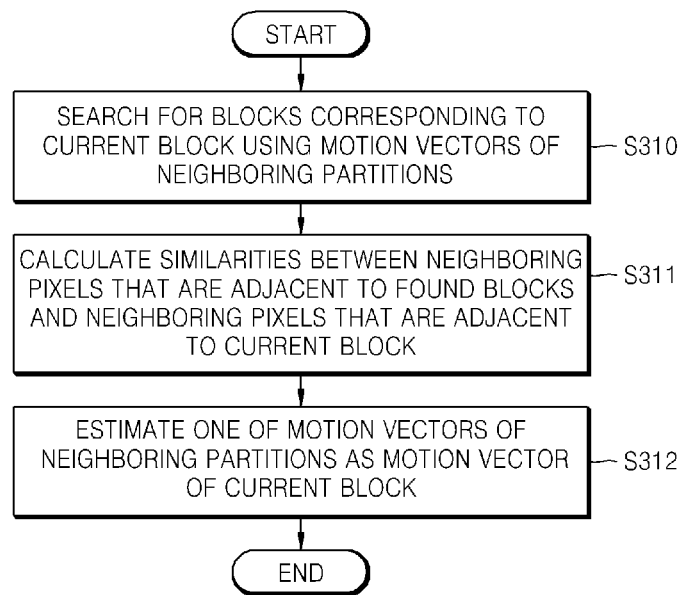 START
SEARCH FOR BLOCKS CORRESPONDING TO
CURRENT BLOCK USING MOTION VECTORS OF
NEIGHBORING PARTITIONS
S310
CALCULATE SIMILARITIES BETWEEN NEIGHBORING
PIXELS THAT ARE ADJACENT TO FOUND BLOCKS
AND NEIGHBORING PIXELS THAT ARE ADJACENT
TO CURRENT BLOCK
S311
ESTIMATE ONE OF MOTION VECTORS OF
NEIGHBORING PARTITIONS AS MOTION VECTOR
OF CURRENT BLOCK
S312
END